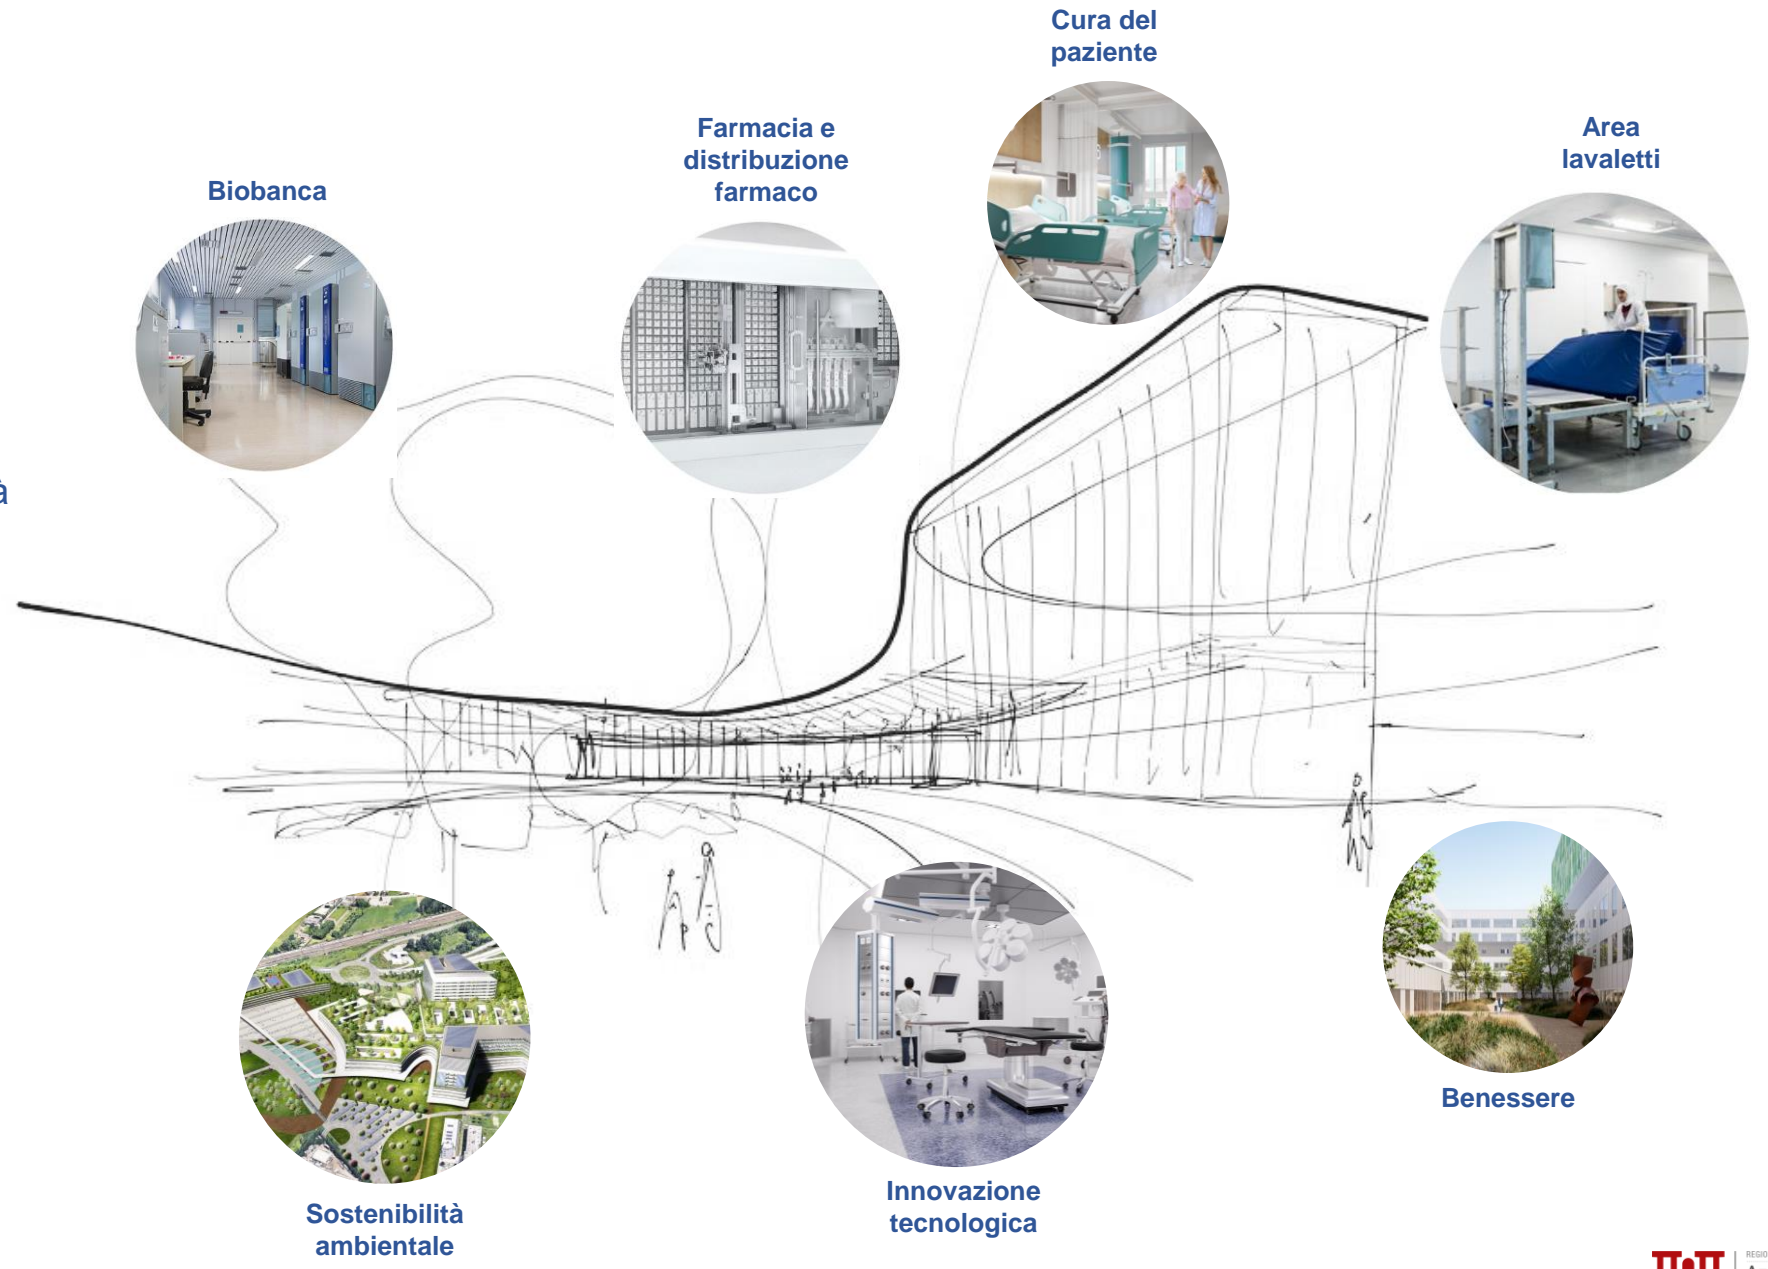 Cura del
paziente
Farmacia e
distribuzione
farmaco
Area
lavaletti
Biobanca
à
Benessere
Innovazione
tecnologica
Sostenibilità
ambientale